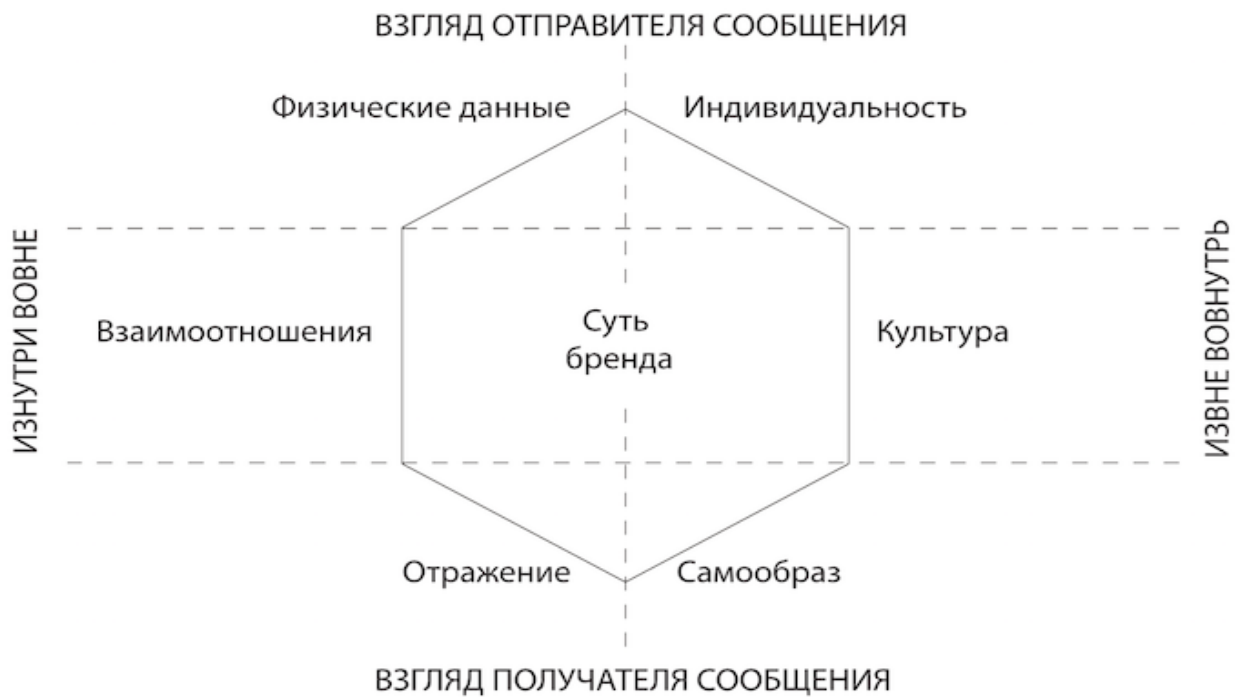 ВЗГЛЯД ОТПРАВИТЕЛЯ СООБЩЕНИЯ
Физические данные
Индивидуальность
ИЗНУТРИ ВОВНЕ
Взаимоотношения
Суть
бренда
Культура
ИЗВНЕ ВОВНУТРЬ
Отражение
Самообраз
ВЗГЛЯД ПОЛУЧАТЕЛЯ СООБЩЕНИЯ